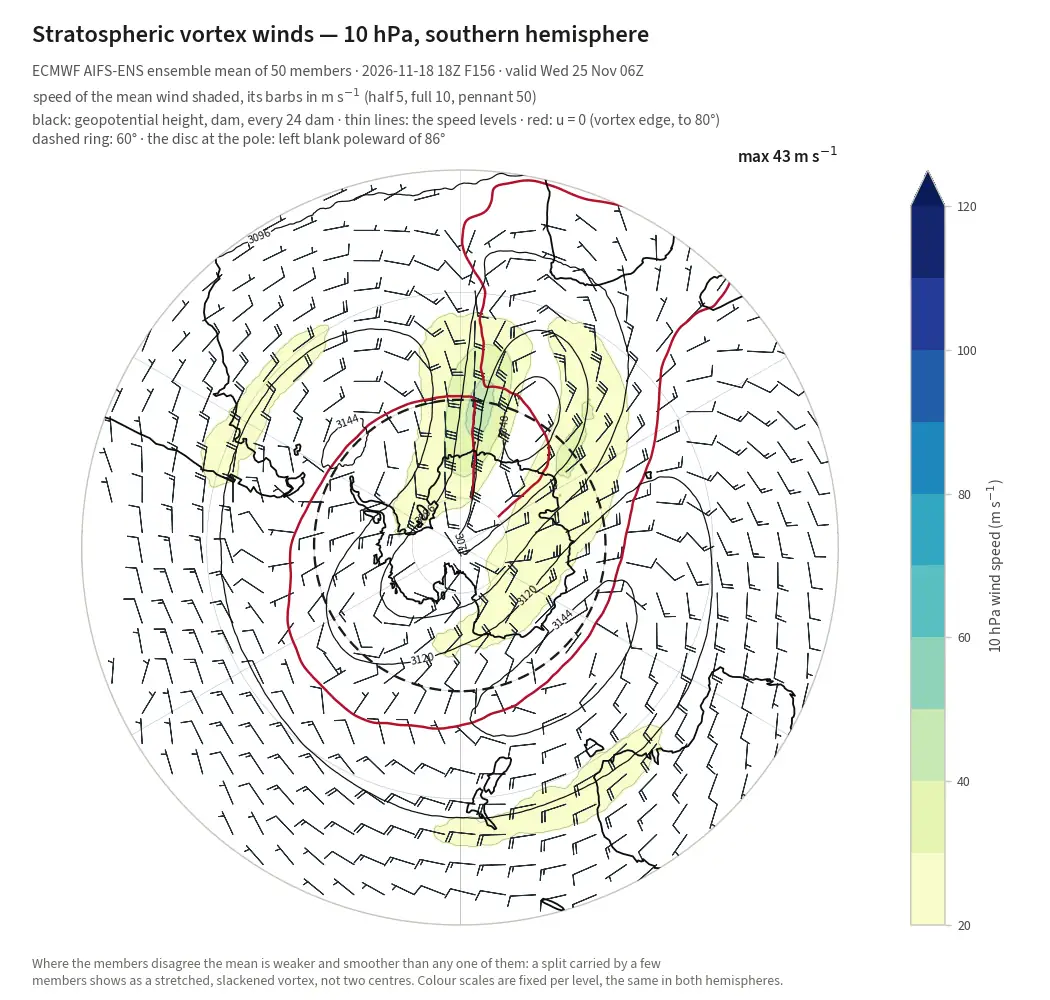 Stratospheric vortex winds — 10 hPa, southern hemisphere
ECMWF AIFS-ENS ensemble mean of 50 members · 2026-11-18 18Z F156 · valid Wed 25 Nov 06Z
speed of the mean wind shaded, its barbs in m s⁻¹ (half 5, full 10, pennant 50)
black: geopotential height, dam, every 24 dam · thin lines: the speed levels · red: u = 0 (vortex edge, to 80°)
dashed ring: 60° · the disc at the pole: left blank poleward of 86°
max 43 m s⁻¹
120
100
80
60
40
20
10 hPa wind speed (m s⁻¹)
3096
3144
3120
3144
3120
Where the members disagree the mean is weaker and smoother than any one of them: a split carried by a few
members shows as a stretched, slackened vortex, not two centres. Colour scales are fixed per level, the same in both hemispheres.